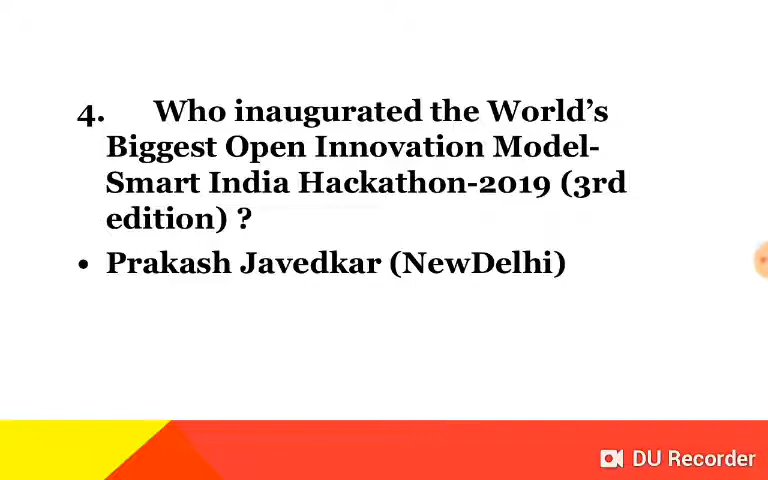 4. Who inaugurated the World’s
Biggest Open Innovation Model-
Smart India Hackathon-2019 (3rd
edition) ?
• Prakash Javedkar (NewDelhi)
DU Recorder